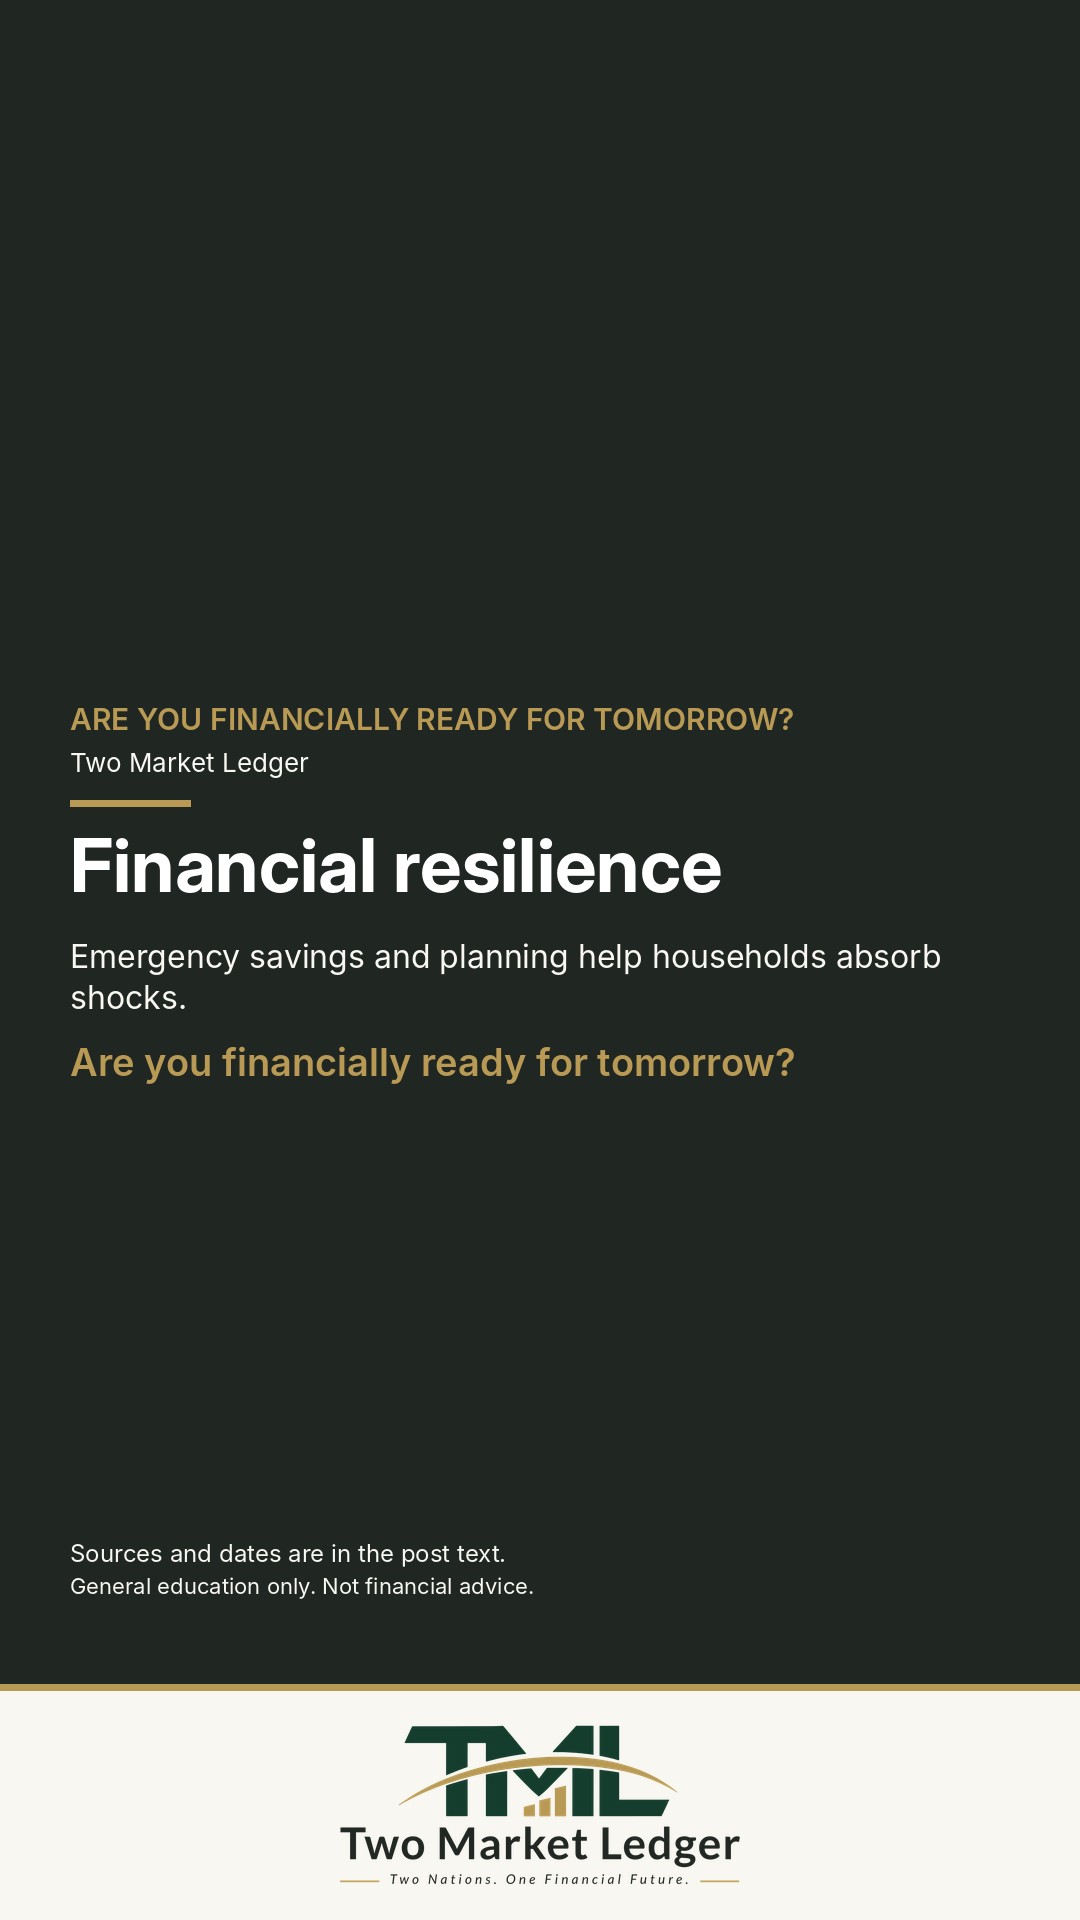 ARE YOU FINANCIALLY READY FOR TOMORROW?
Two Market Ledger
Financial resilience
Emergency savings and planning help households absorb
shocks.
Are you financially ready for tomorrow?
Sources and dates are in the post text.
General education only. Not financial advice.
TML
Two Market Ledger
Two Nations. One Financial Future.